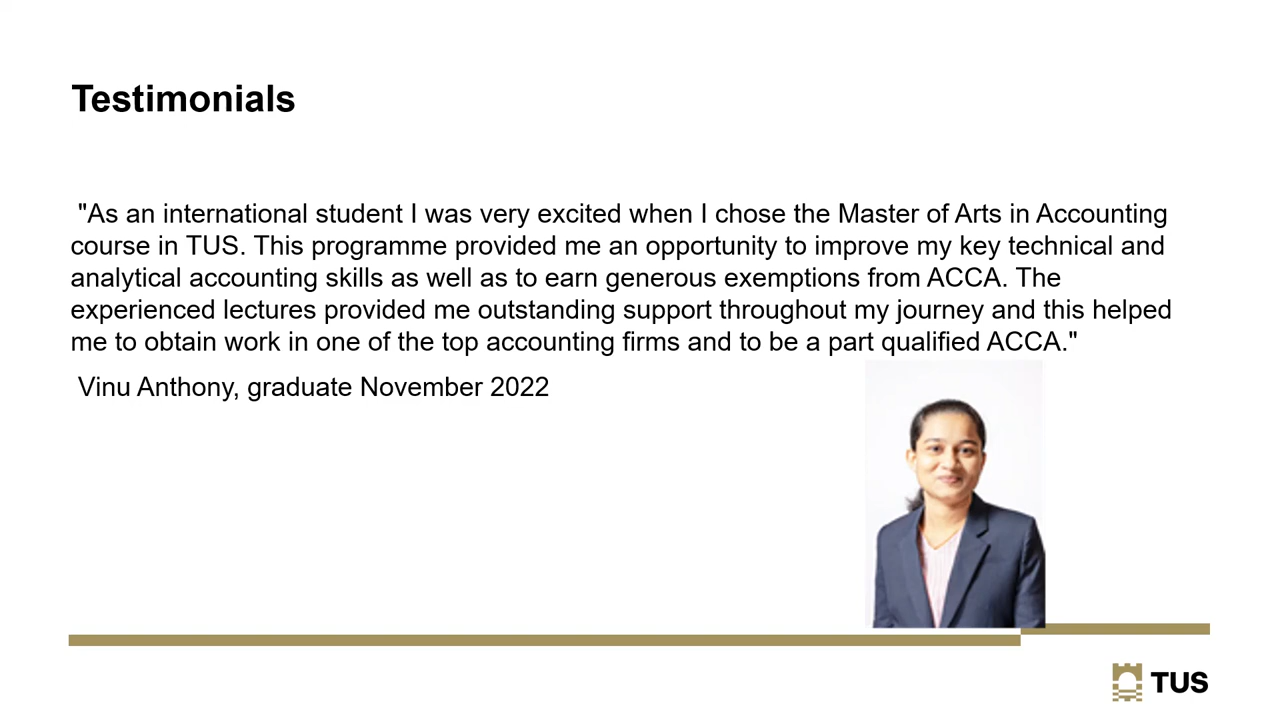 Testimonials
"As an international student I was very excited when I chose the Master of Arts in Accounting
course in TUS. This programme provided me an opportunity to improve my key technical and
analytical accounting skills as well as to earn generous exemptions from ACCA. The
experienced lectures provided me outstanding support throughout my journey and this helped
me to obtain work in one of the top accounting firms and to be a part qualified ACCA."
Vinu Anthony, graduate November 2022
TUS